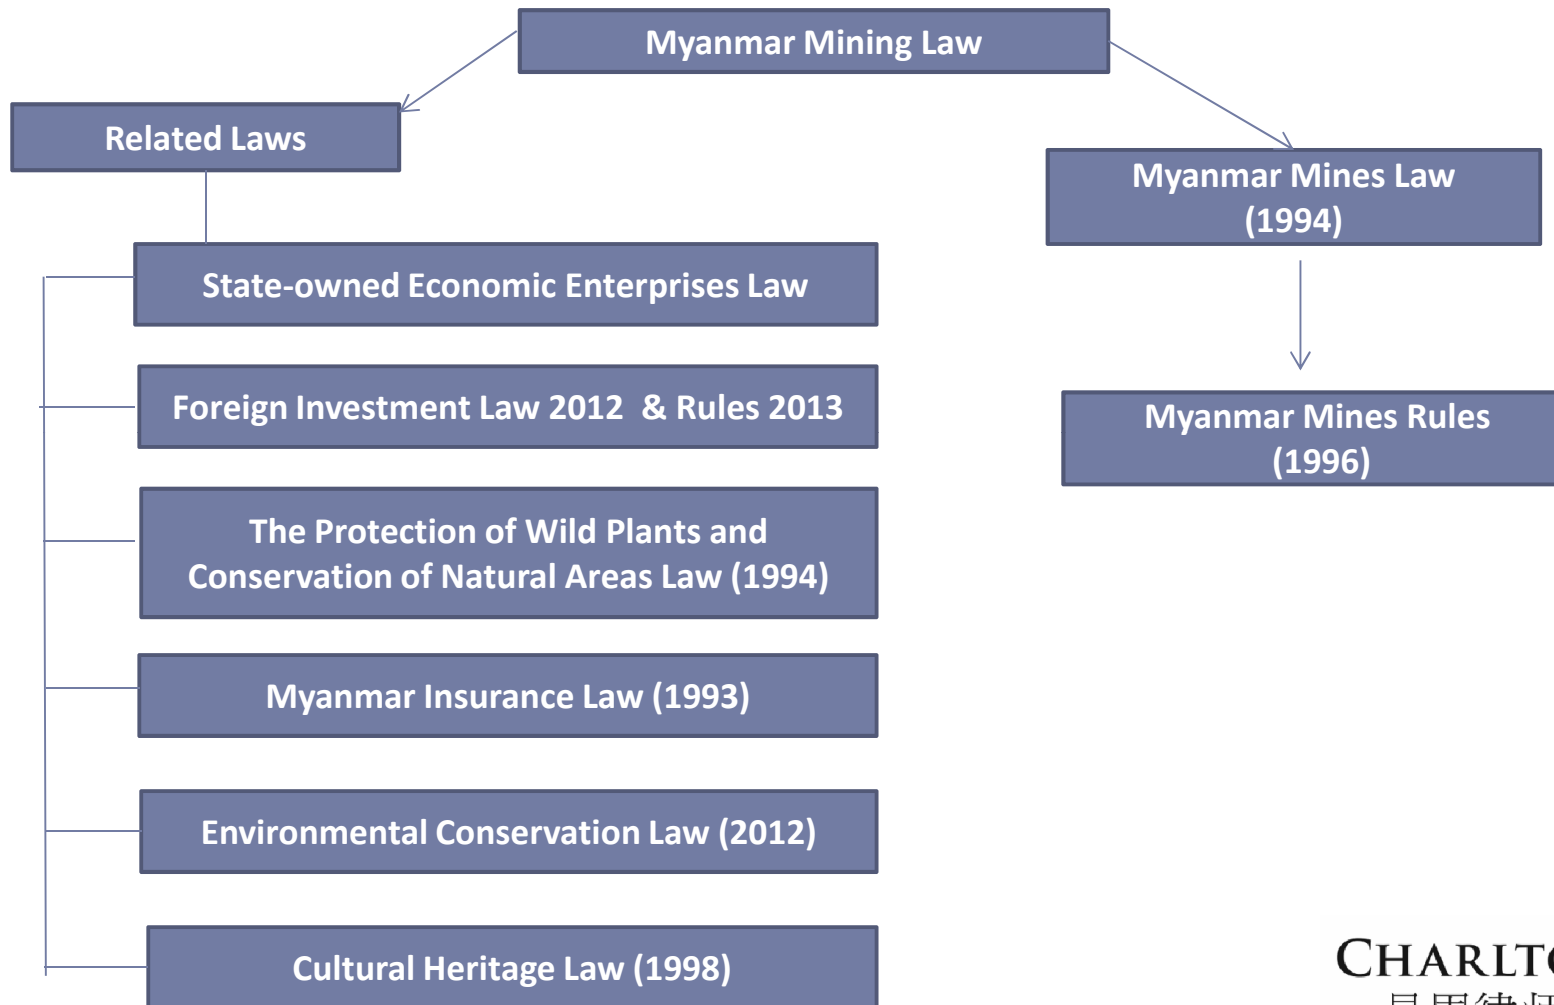 Myanmar Mining Law
Related Laws
Myanmar Mines Law
(1994)
State-owned Economic Enterprises Law
Foreign Investment Law 2012 & Rules 2013
Myanmar Mines Rules
(1996)
The Protection of Wild Plants and
Conservation of Natural Areas Law (1994)
Myanmar Insurance Law (1993)
Environmental Conservation Law (2012)
Cultural Heritage Law (1998)